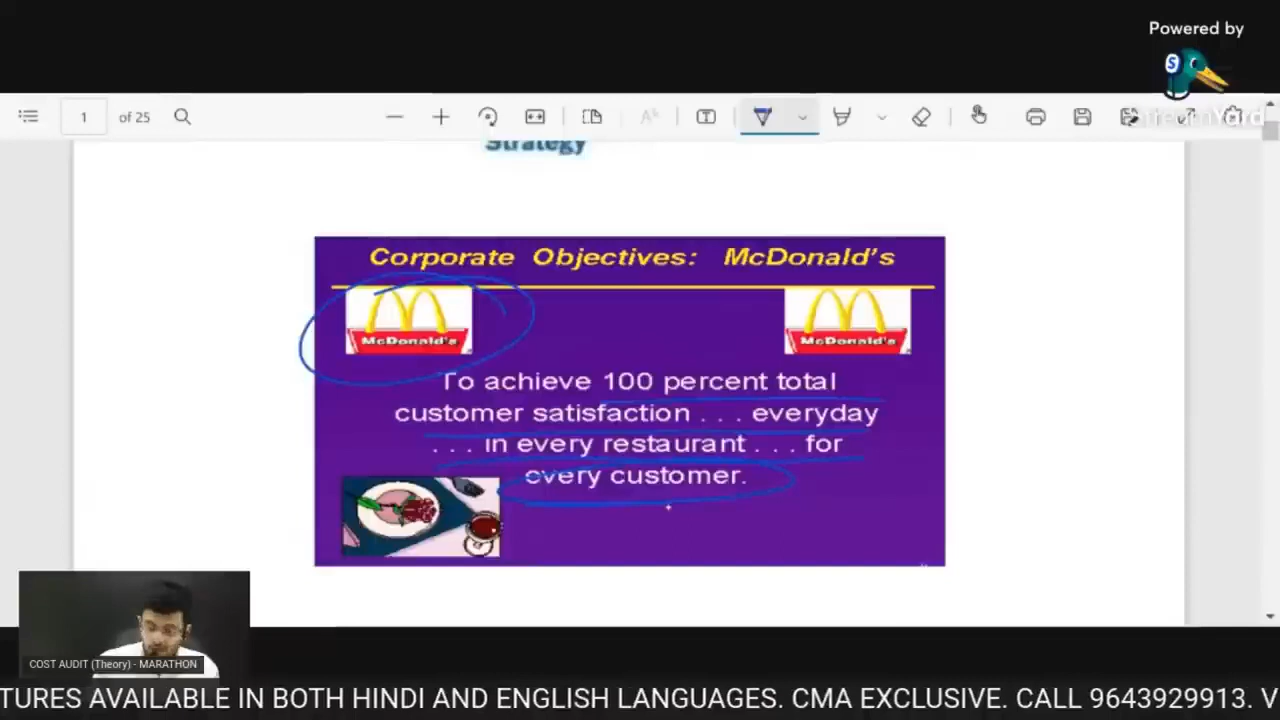 Powered by
1 of 25
Strategy
Corporate Objectives: McDonald's
McDonald's
McDonald's
To achieve 100 percent total
customer satisfaction . . . everyday
. . . in every restaurant . . . for
every customer.
COST AUDIT (Theory) - MARATHON
TURES AVAILABLE IN BOTH HINDI AND ENGLISH LANGUAGES. CMA EXCLUSIVE. CALL 9643929913. V